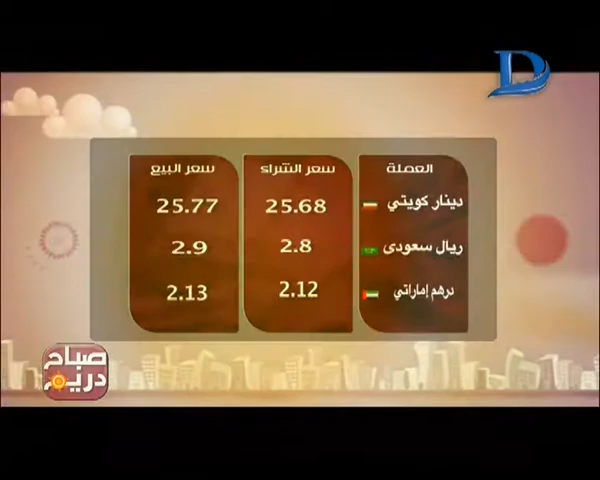 D
العملة سعر الشراء سعر البيع
دينار كويتي 25.68 25.77
ريال سعودى 2.8 2.9
درهم إماراتي 2.12 2.13
صباح
دريم